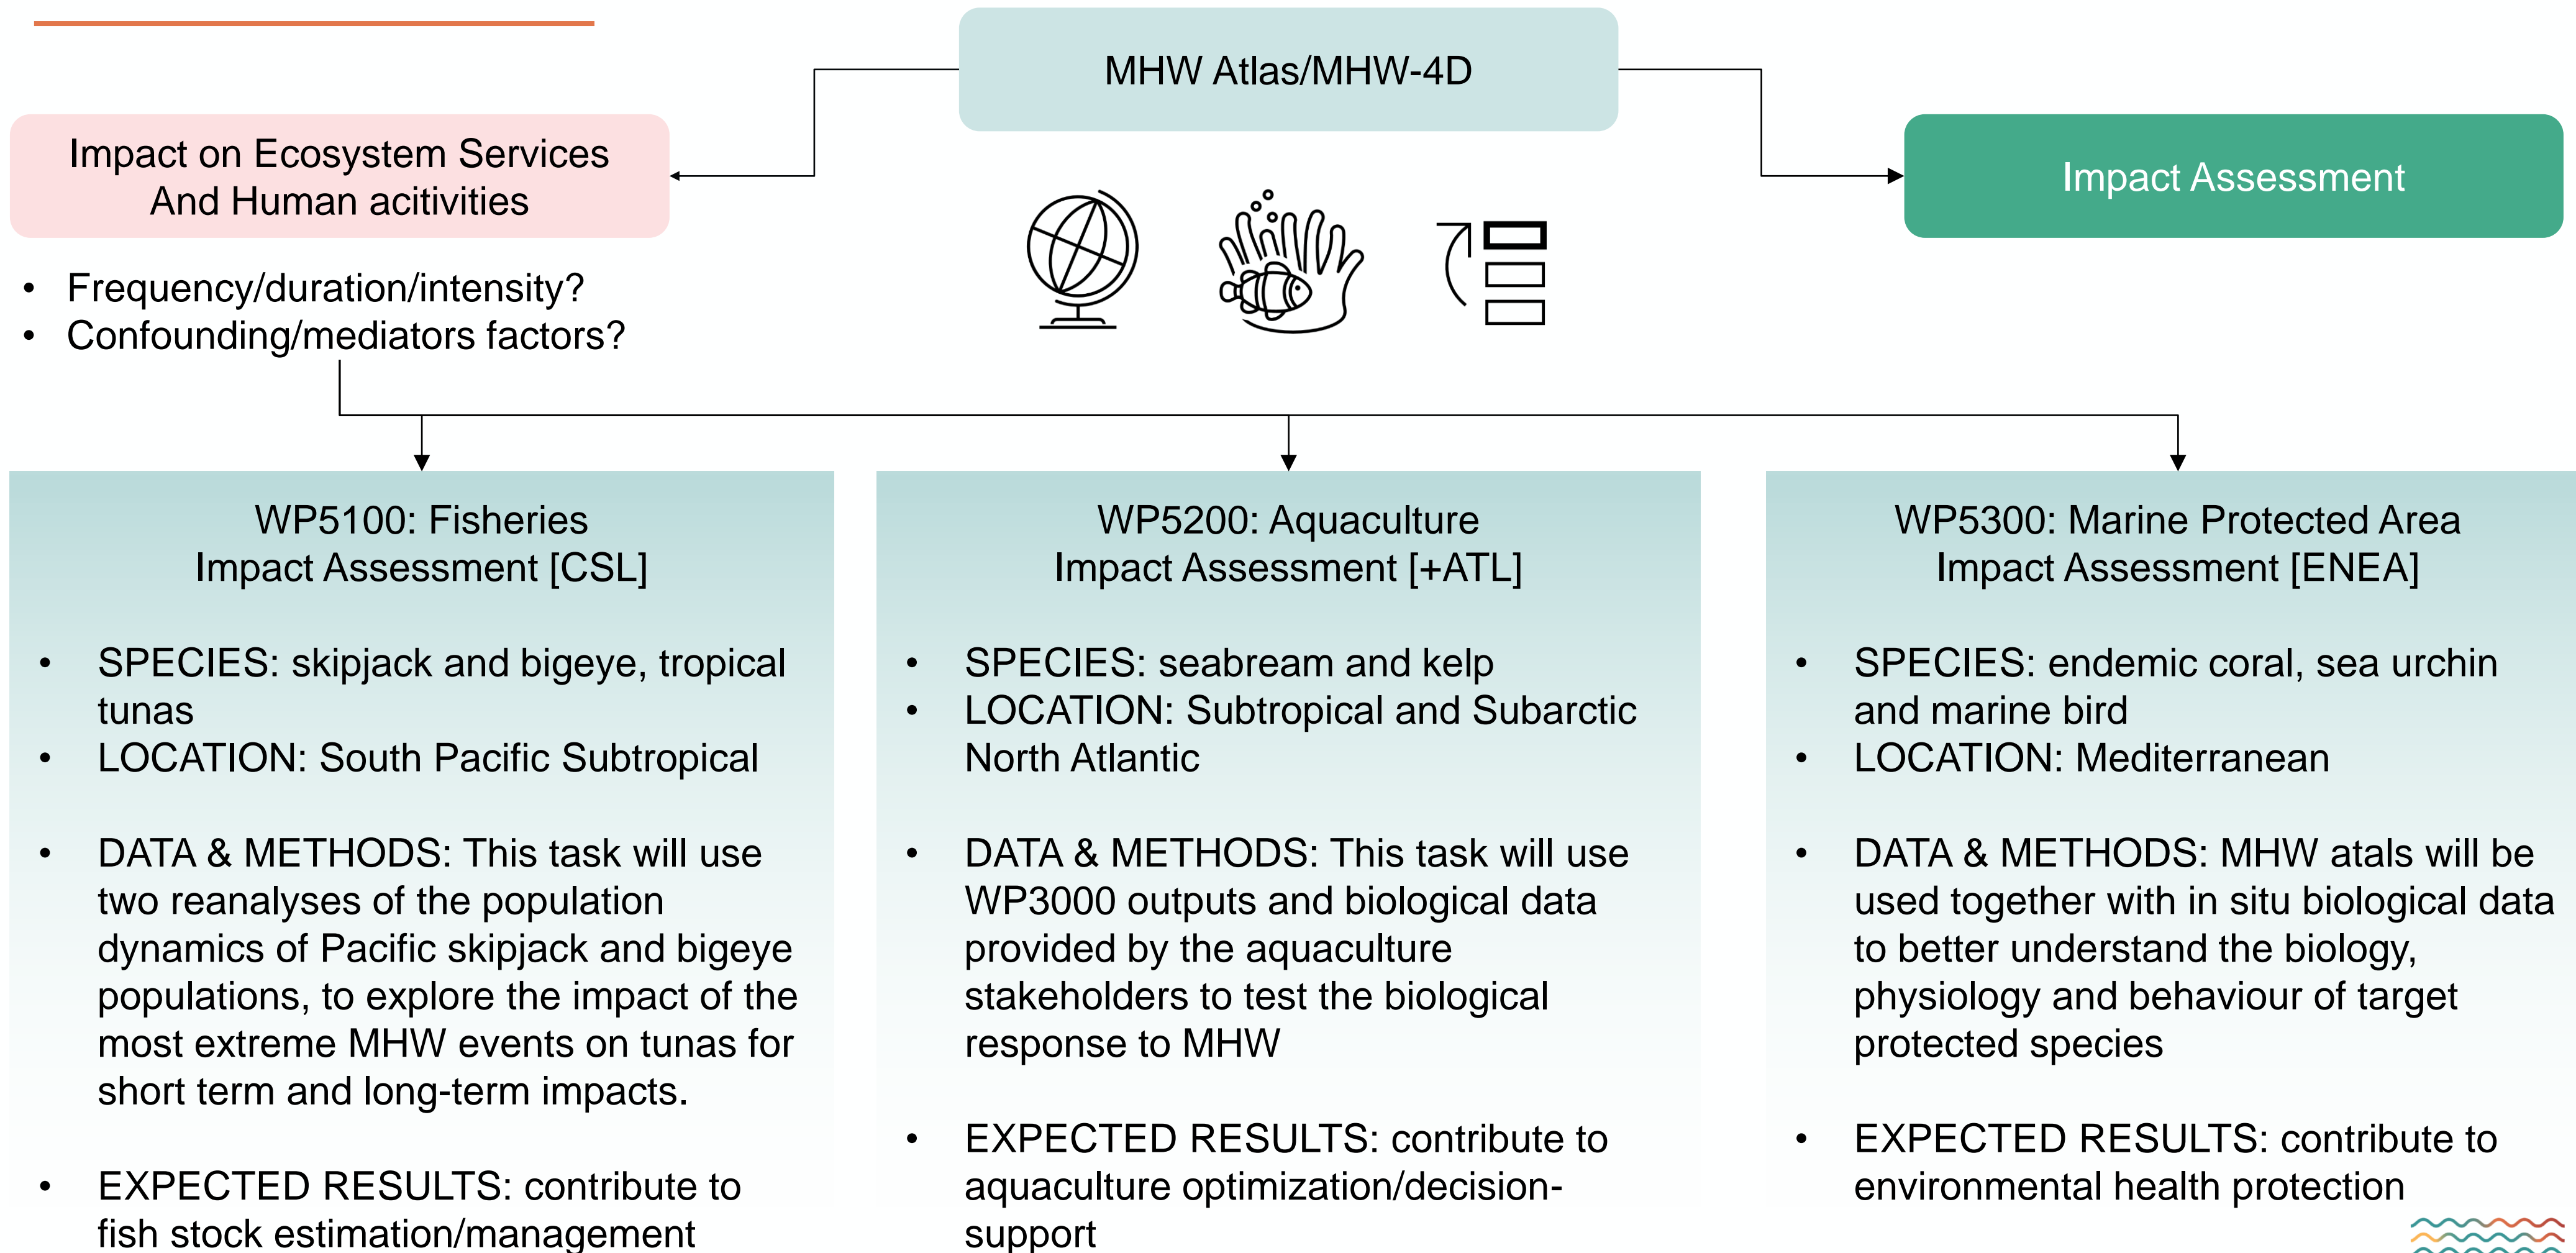 MHW Atlas/MHW-4D
Impact on Ecosystem Services
And Human acitivities
Impact Assessment
• Frequency/duration/intensity?
• Confounding/mediators factors?
WP5100: Fisheries
Impact Assessment [CSL]
• SPECIES: skipjack and bigeye, tropical
tunas
• LOCATION: South Pacific Subtropical
• DATA & METHODS: This task will use
two reanalyses of the population
dynamics of Pacific skipjack and bigeye
populations, to explore the impact of the
most extreme MHW events on tunas for
short term and long-term impacts.
• EXPECTED RESULTS: contribute to
fish stock estimation/management
WP5200: Aquaculture
Impact Assessment [+ATL]
• SPECIES: seabream and kelp
• LOCATION: Subtropical and Subarctic
North Atlantic
• DATA & METHODS: This task will use
WP3000 outputs and biological data
provided by the aquaculture
stakeholders to test the biological
response to MHW
• EXPECTED RESULTS: contribute to
aquaculture optimization/decision-
support
WP5300: Marine Protected Area
Impact Assessment [ENEA]
• SPECIES: endemic coral, sea urchin
and marine bird
• LOCATION: Mediterranean
• DATA & METHODS: MHW atals will be
used together with in situ biological data
to better understand the biology,
physiology and behaviour of target
protected species
• EXPECTED RESULTS: contribute to
environmental health protection